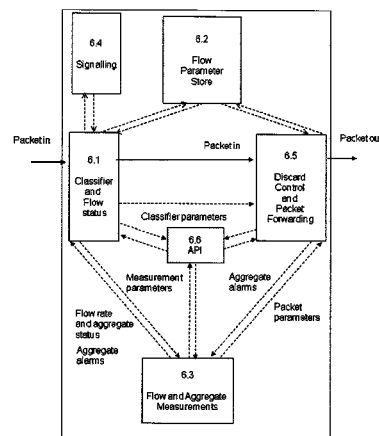 6.4
Signalling
6.2
Flow
Parameter
Store
Packet in
Packet ou
6.1
Classifier
and
Flow
status
Packet in
6.5
Discard
Control
and
Packet
Forwarding
Classifier parameters
6.6
API
Measurement
parameters
Aggregate
alarms
Flow rate
and aggregate
status
Packet
parameters
Aggregate
alarms
6.3
Flow and Aggregate
Measurements